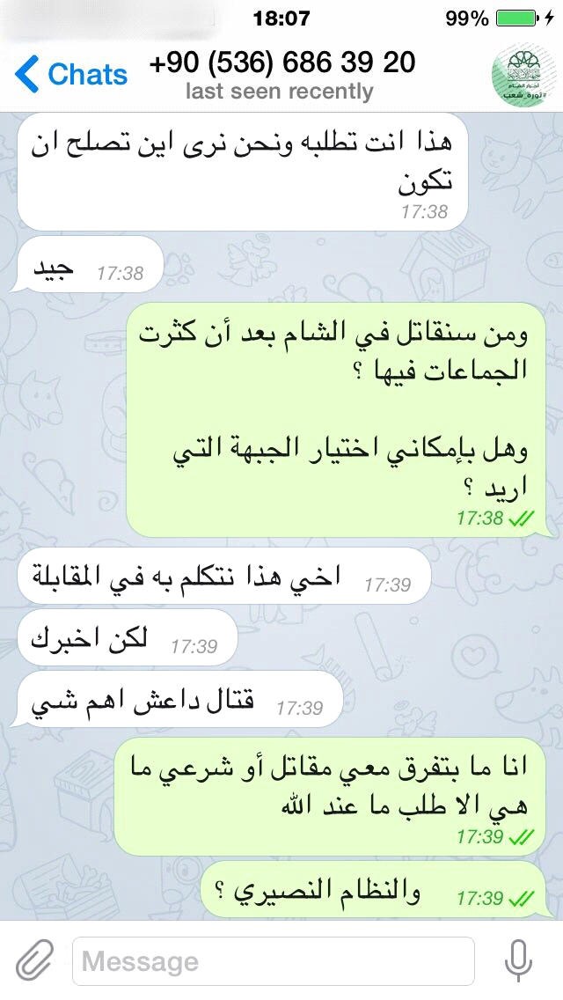 18:07
99%
Chats
+90 (536) 686 39 20
last seen recently
#ثورة_شعب
هذا انت تطلبه ونحن نرى اين تصلح ان
تكون
17:38
جيد
17:38
ومن سنقاتل في الشام بعد أن كثرت
الجماعات فيها ؟
وهل بإمكاني اختيار الجبهة التي
اريد ؟
17:38
اخي هذا نتكلم به في المقابلة
17:39
لكن اخبرك
17:39
قتال داعش اهم شي
17:39
انا ما بتفرق معي مقاتل أو شرعي ما
هي الا طلب ما عند الله
17:39
والنظام النصيري ؟
17:39
Message